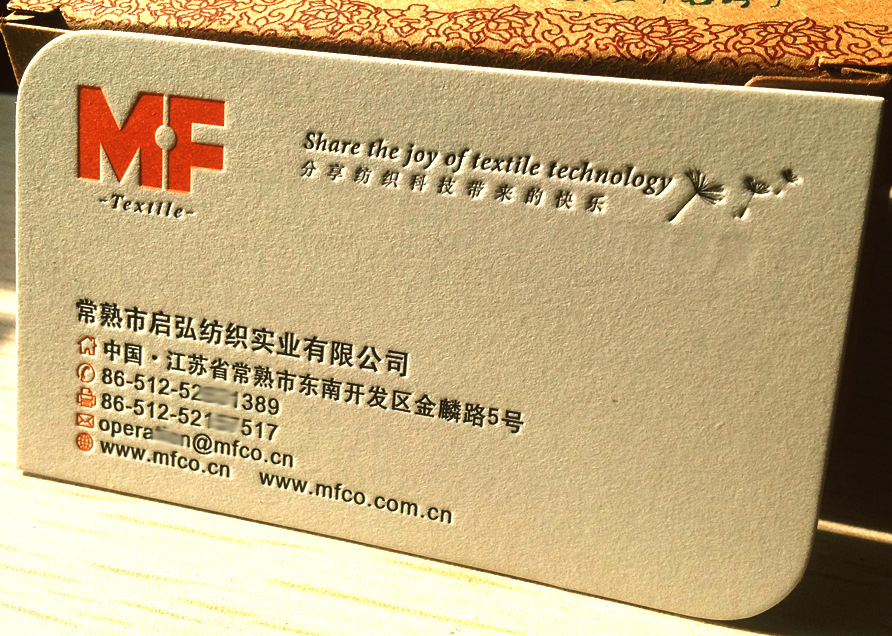 MF
-Textile-
Share the joy of textile technology
分享纺织科技带来的快乐
常熟市启弘纺织实业有限公司
中国·江苏省常熟市东南开发区金麟路5号
86-512-52 1389
86-512-52 517
@mfco.cn
www.mfco.cn www.mfco.com.cn